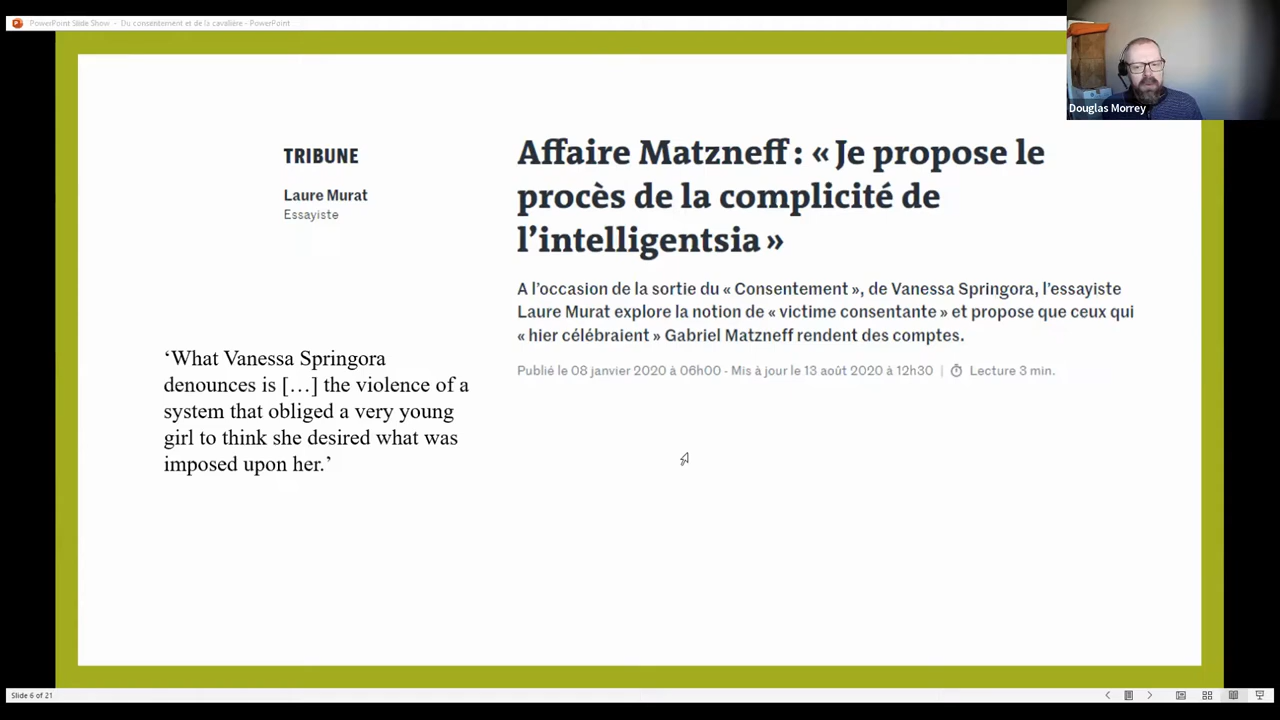 PowerPoint Slide Show - Du consentement et de la cavalière - PowerPoint
Douglas Morrey
TRIBUNE
Laure Murat
Essayiste
Affaire Matzneff : « Je propose le
procès de la complicité de
l’intelligentsia »
A l’occasion de la sortie du « Consentement », de Vanessa Springora, l’essayiste
Laure Murat explore la notion de « victime consentante » et propose que ceux qui
« hier célébraient » Gabriel Matzneff rendent des comptes.
Publié le 08 janvier 2020 à 06h00 - Mis à jour le 13 août 2020 à 12h30 | Lecture 3 min.
‘What Vanessa Springora
denounces is […] the violence of a
system that obliged a very young
girl to think she desired what was
imposed upon her.’
Slide 6 of 21